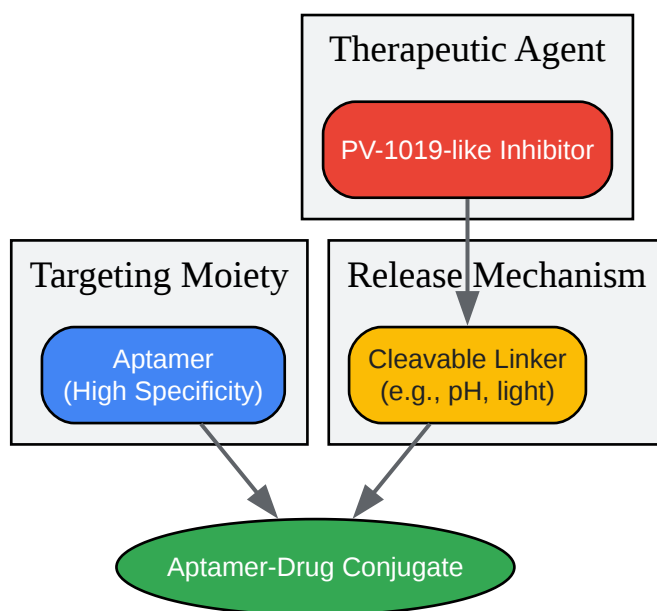 Therapeutic Agent
PV-1019-like Inhibitor
Targeting Moiety
Aptamer
(High Specificity)
Release Mechanism
Cleavable Linker
(e.g., pH, light)
Aptamer-Drug Conjugate